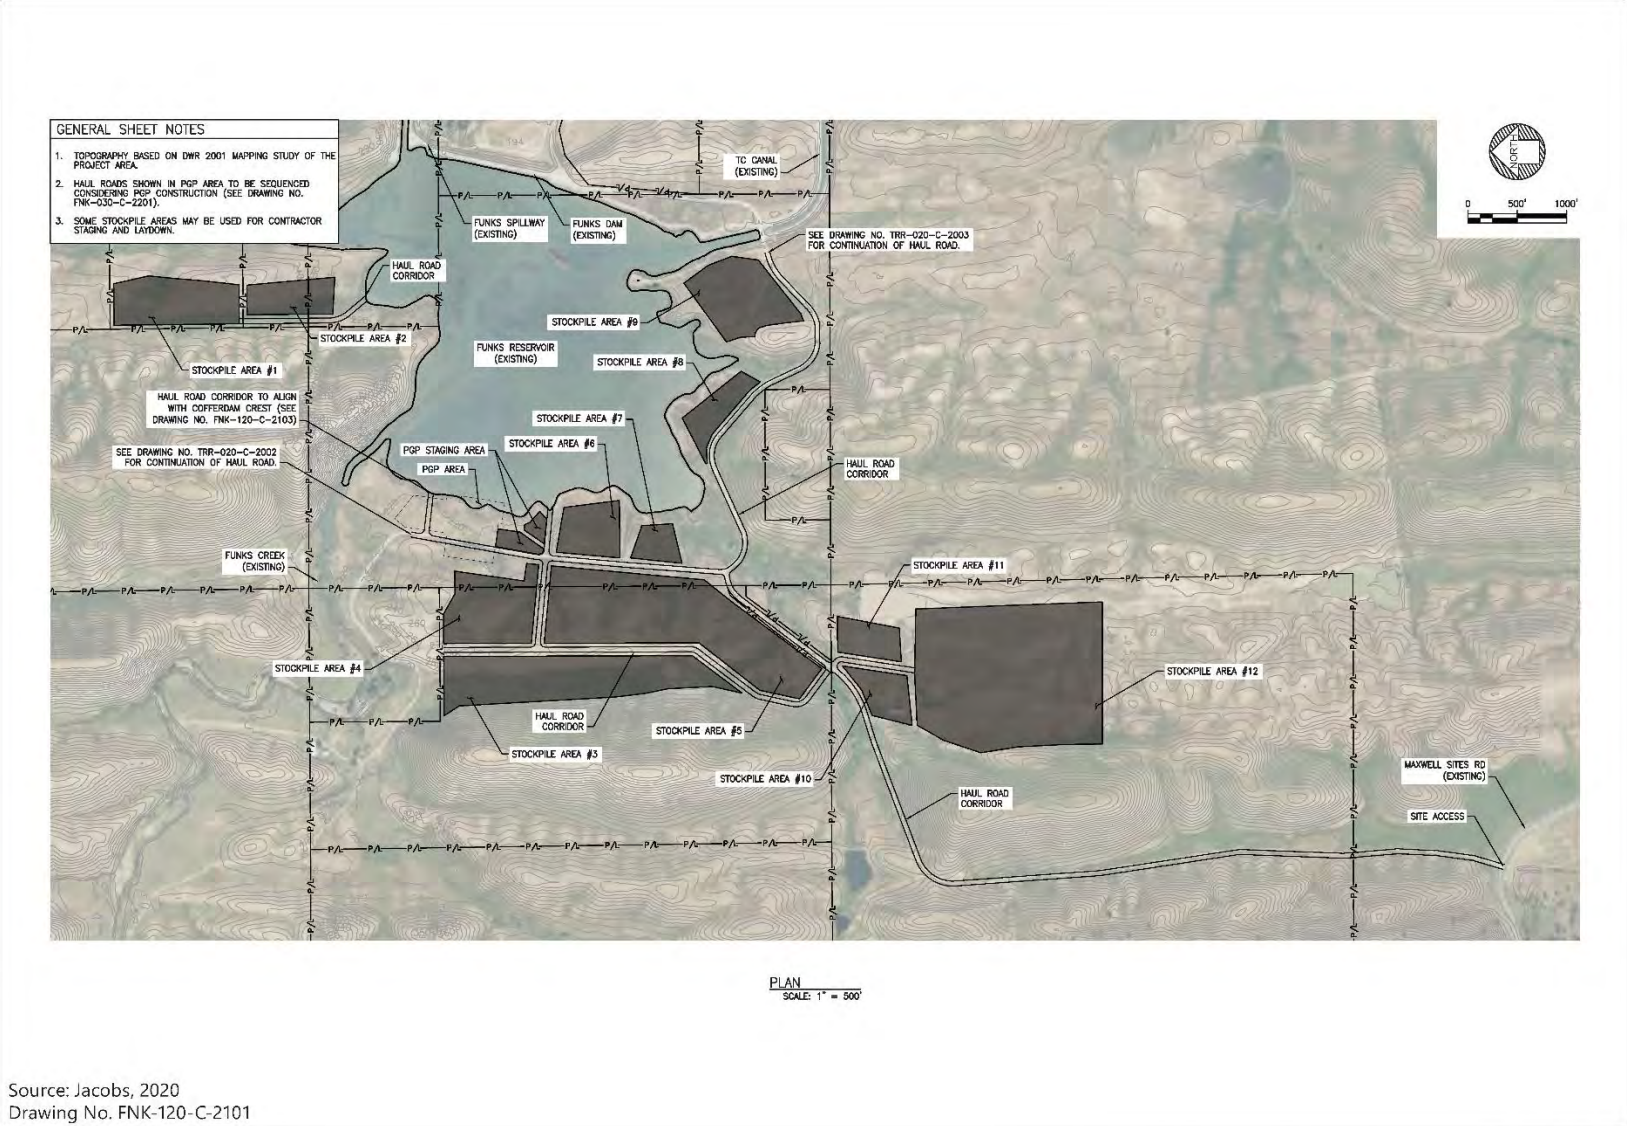 GENERAL SHEET NOTES
1. TOPOGRAPHY BASED ON DWR 2001 MAPPING STUDY OF THE
PROJECT AREA.
2. HAUL ROADS SHOWN IN PGP AREA TO BE SEQUENCED
CONSIDERING PGP CONSTRUCTION (SEE DRAWING NO.
FNK-030-C-2201).
3. SOME STOCKPILE AREAS MAY BE USED FOR CONTRACTOR
STAGING AND LAYDOWN.
TC CANAL
(EXISTING)
NORTH
0 500' 1000'
FUNKS SPILLWAY
(EXISTING)
FUNKS DAM
(EXISTING)
SEE DRAWING NO. TRR-020-C-2003
FOR CONTINUATION OF HAUL ROAD.
HAUL ROAD
CORRIDOR
STOCKPILE AREA #9
STOCKPILE AREA #2
FUNKS RESERVOIR
(EXISTING)
STOCKPILE AREA #8
STOCKPILE AREA #1
HAUL ROAD CORRIDOR TO ALIGN
WITH COFFERDAM CREST (SEE
DRAWING NO. FNK-120-C-2103)
STOCKPILE AREA #7
STOCKPILE AREA #6
PGP STAGING AREA
PGP AREA
SEE DRAWING NO. TRR-020-C-2002
FOR CONTINUATION OF HAUL ROAD.
HAUL ROAD
CORRIDOR
FUNKS CREEK
(EXISTING)
STOCKPILE AREA #11
STOCKPILE AREA #4
STOCKPILE AREA #12
HAUL ROAD
CORRIDOR
STOCKPILE AREA #5
STOCKPILE AREA #3
STOCKPILE AREA #10
HAUL ROAD
CORRIDOR
MAXWELL SITES RD
(EXISTING)
SITE ACCESS
PLAN
SCALE: 1" = 500'
Source: Jacobs, 2020
Drawing No. FNK-120-C-2101